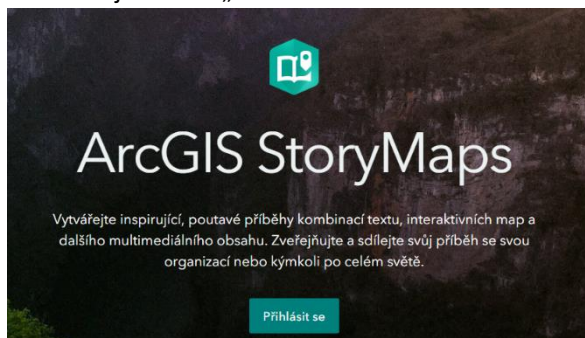 ArcGIS StoryMaps
Vytvářejte inspirující, poutavé příběhy kombinací textu, interaktivních map a
dalšího multimediálního obsahu. Zveřejňujte a sdílejte svůj příběh se svou
organizací nebo kýmkoli po celém světě.
Přihlásit se